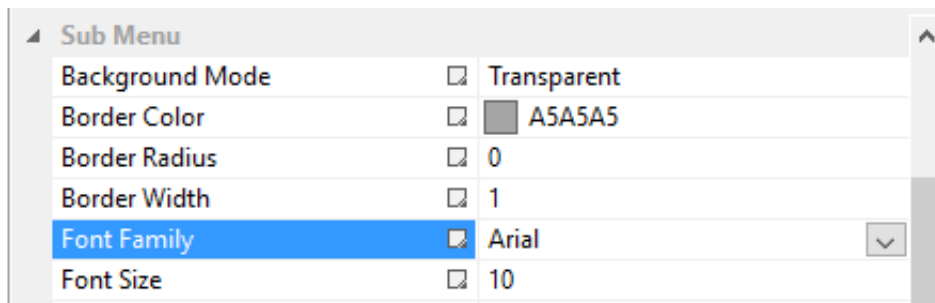 Sub Menu
Background Mode Transparent
Border Color A5A5A5
Border Radius 0
Border Width 1
Font Family Arial
Font Size 10